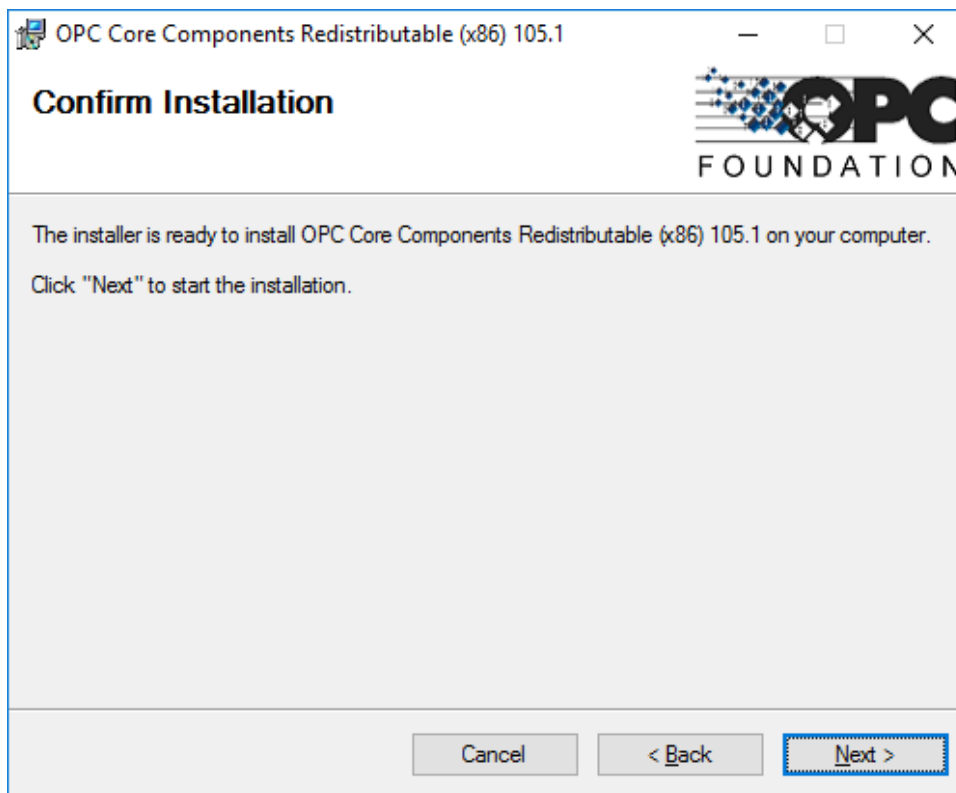 OPC Core Components Redistributable (x86) 105.1
Confirm Installation
OPC
FOUNDATION
The installer is ready to install OPC Core Components Redistributable (x86) 105.1 on your computer.
Click "Next" to start the installation.
Cancel
< Back
Next >